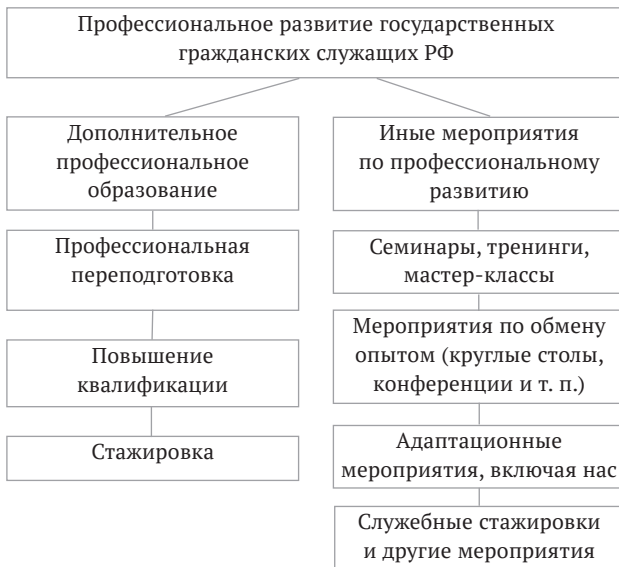 Профессиональное развитие государственных
гражданских служащих РФ
Дополнительное
профессиональное
образование
Профессиональная
переподготовка
Повышение
квалификации
Стажировка
Иные мероприятия
по профессиональному
развитию
Семинары, тренинги,
мастер-классы
Мероприятия по обмену
опытом (круглые столы,
конференции и т. п.)
Адаптационные
мероприятия, включая нас
Служебные стажировки
и другие мероприятия